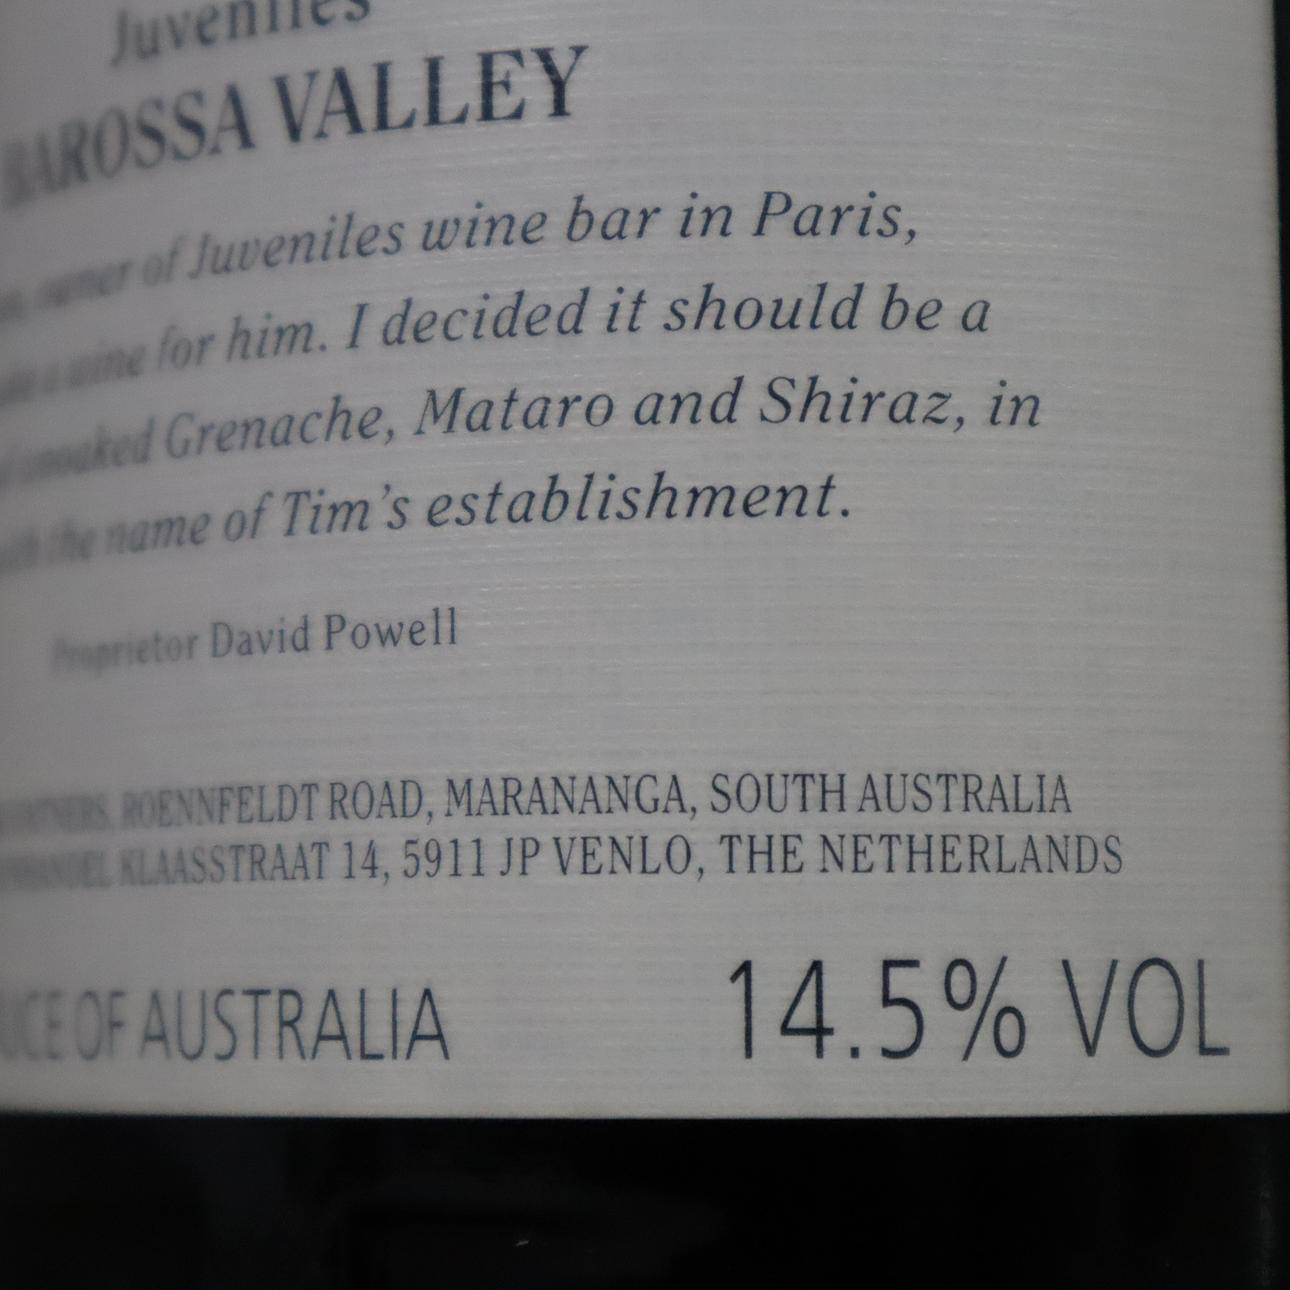 Juveniles
BAROSSA VALLEY
owner of Juveniles wine bar in Paris,
wine for him. I decided it should be a
Grenache, Mataro and Shiraz, in
the name of Tim's establishment.
Proprietor David Powell
ROENNFELDT ROAD, MARANANGA, SOUTH AUSTRALIA
KLAASSTRAAT 14, 5911 JP VENLO, THE NETHERLANDS
OF AUSTRALIA
14.5% VOL